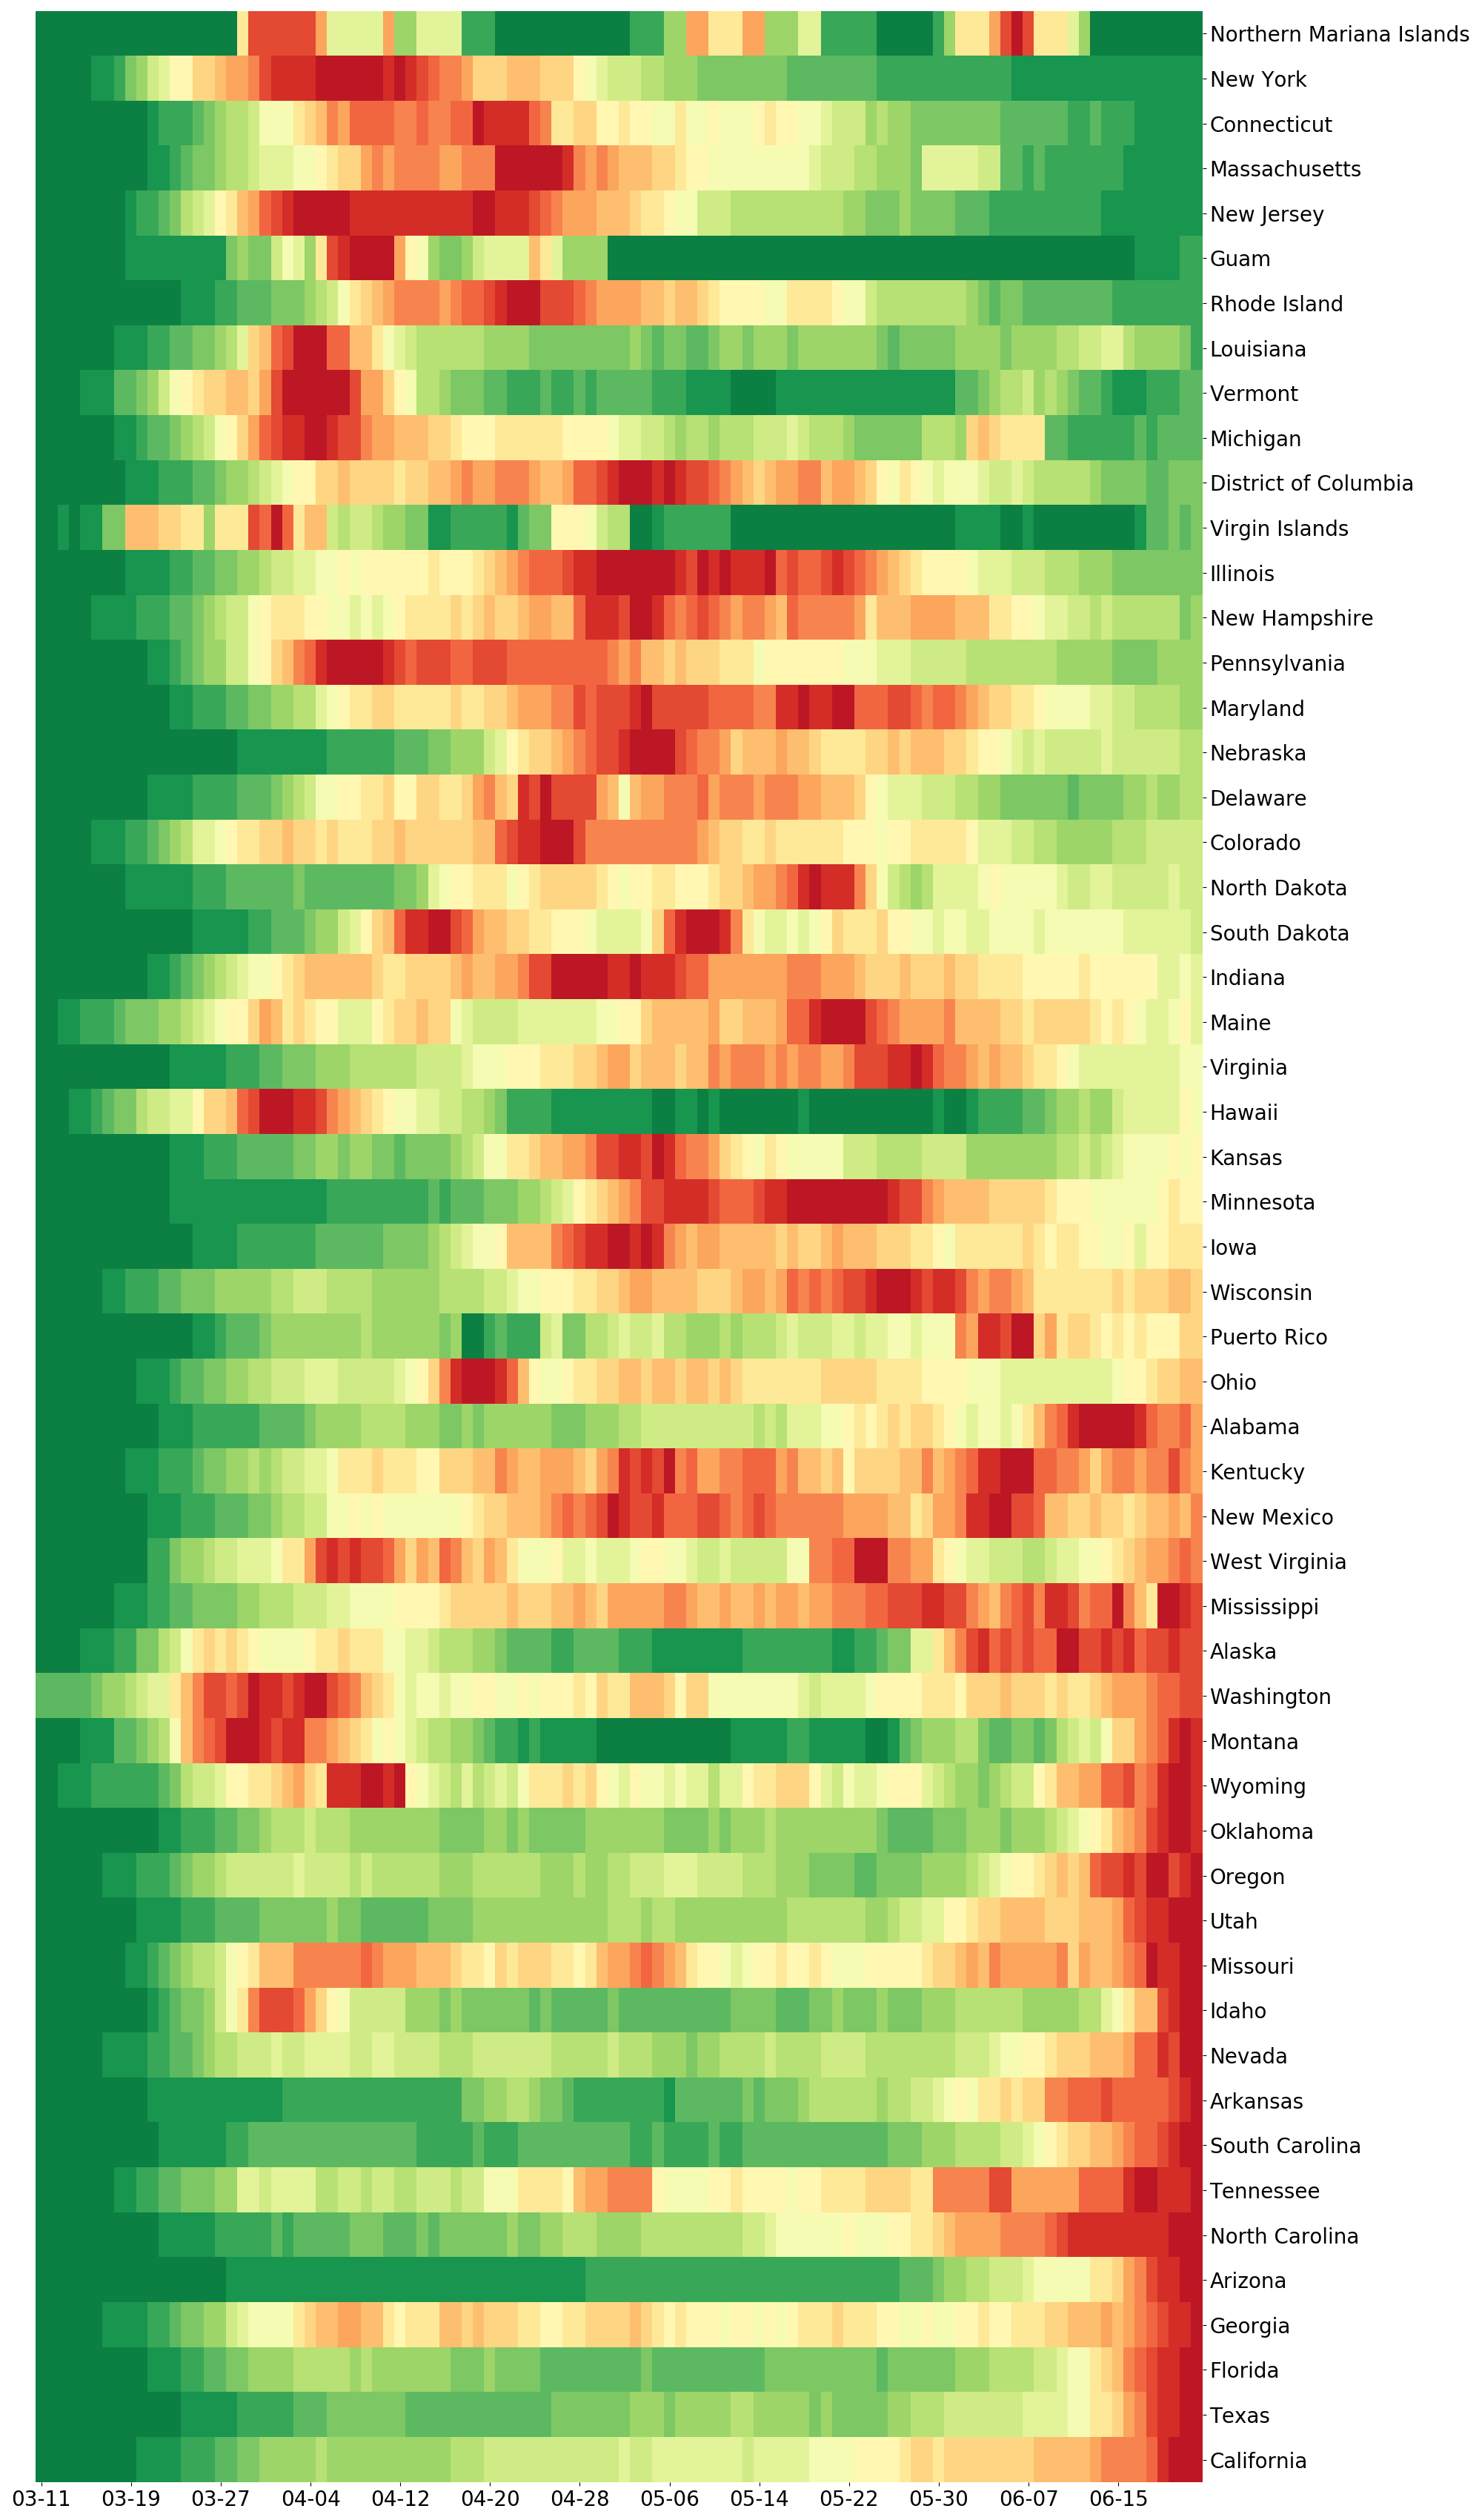 Northern Mariana Islands
New York
Connecticut
Massachusetts
New Jersey
Guam
Rhode Island
Louisiana
Vermont
Michigan
District of Columbia
Virgin Islands
Illinois
New Hampshire
Pennsylvania
Maryland
Nebraska
Delaware
Colorado
North Dakota
South Dakota
Indiana
Maine
Virginia
Hawaii
Kansas
Minnesota
Iowa
Wisconsin
Puerto Rico
Ohio
Alabama
Kentucky
New Mexico
West Virginia
Mississippi
Alaska
Washington
Montana
Wyoming
Oklahoma
Oregon
Utah
Missouri
Idaho
Nevada
Arkansas
South Carolina
Tennessee
North Carolina
Arizona
Georgia
Florida
Texas
California
03-11 03-19 03-27 04-04 04-12 04-20 04-28 05-06 05-14 05-22 05-30 06-07 06-15